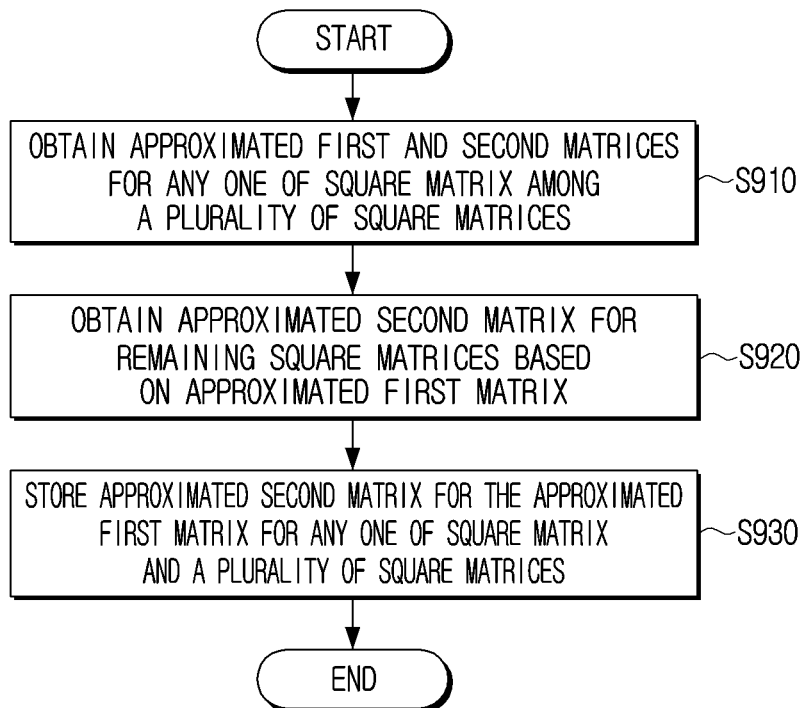 START
OBTAIN APPROXIMATED FIRST AND SECOND MATRICES
FOR ANY ONE OF SQUARE MATRIX AMONG
A PLURALITY OF SQUARE MATRICES
S910
OBTAIN APPROXIMATED SECOND MATRIX FOR
REMAINING SQUARE MATRICES BASED
ON APPROXIMATED FIRST MATRIX
S920
STORE APPROXIMATED SECOND MATRIX FOR THE APPROXIMATED
FIRST MATRIX FOR ANY ONE OF SQUARE MATRIX
AND A PLURALITY OF SQUARE MATRICES
S930
END